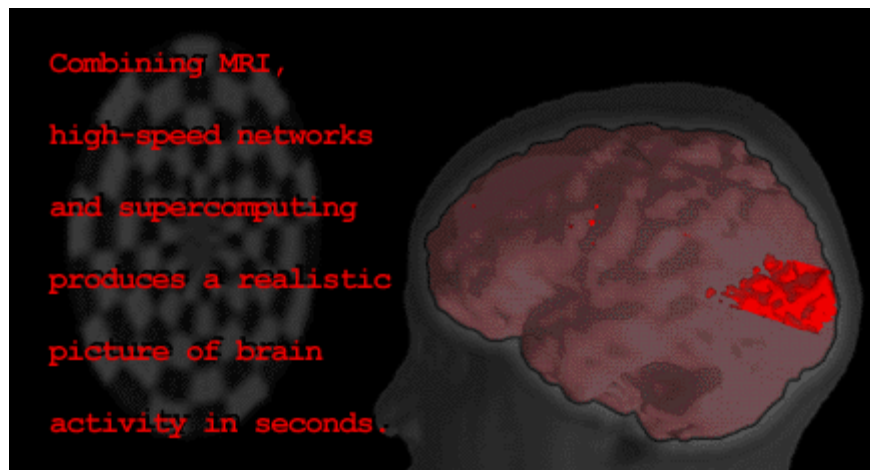 Combining MRI,
high-speed networks
and supercomputing
produces a realistic
picture of brain
activity in seconds.